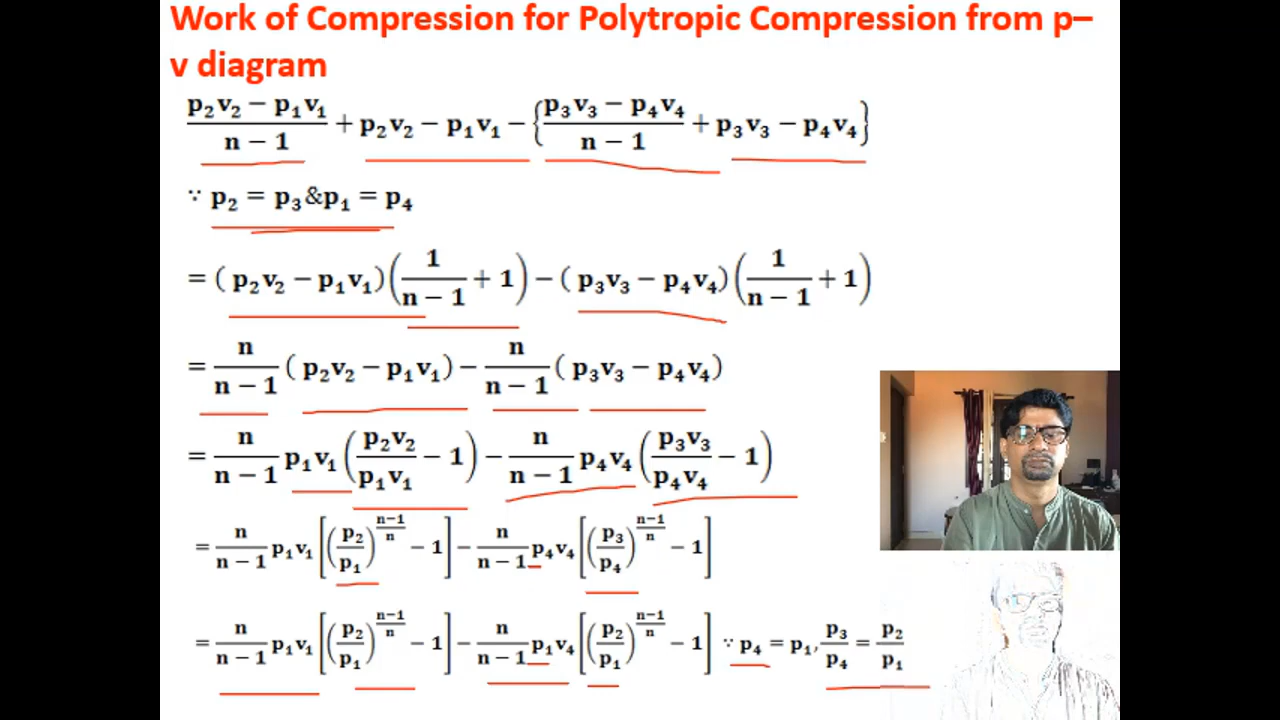 Work of Compression for Polytropic Compression from p–
v diagram
(p₂v₂ − p₁v₁)/(n − 1) + p₂v₂ − p₁v₁ − {(p₃v₃ − p₄v₄)/(n − 1) + p₃v₃ − p₄v₄}
∵ p₂ = p₃&p₁ = p₄
= ( p₂v₂ − p₁v₁)(1/(n − 1) + 1) − ( p₃v₃ − p₄v₄)(1/(n − 1) + 1)
= n/(n − 1) ( p₂v₂ − p₁v₁) − n/(n − 1) ( p₃v₃ − p₄v₄)
= n/(n − 1) p₁v₁ (p₂v₂/p₁v₁ − 1) − n/(n − 1) p₄v₄ (p₃v₃/p₄v₄ − 1)
= n/(n − 1) p₁v₁ [(p₂/p₁)^((n−1)/n) − 1] − n/(n − 1) p₄v₄ [(p₃/p₄)^((n−1)/n) − 1]
= n/(n − 1) p₁v₁ [(p₂/p₁)^((n−1)/n) − 1] − n/(n − 1) p₁v₄ [(p₂/p₁)^((n−1)/n) − 1] ∵ p₄ = p₁, p₃/p₄ = p₂/p₁